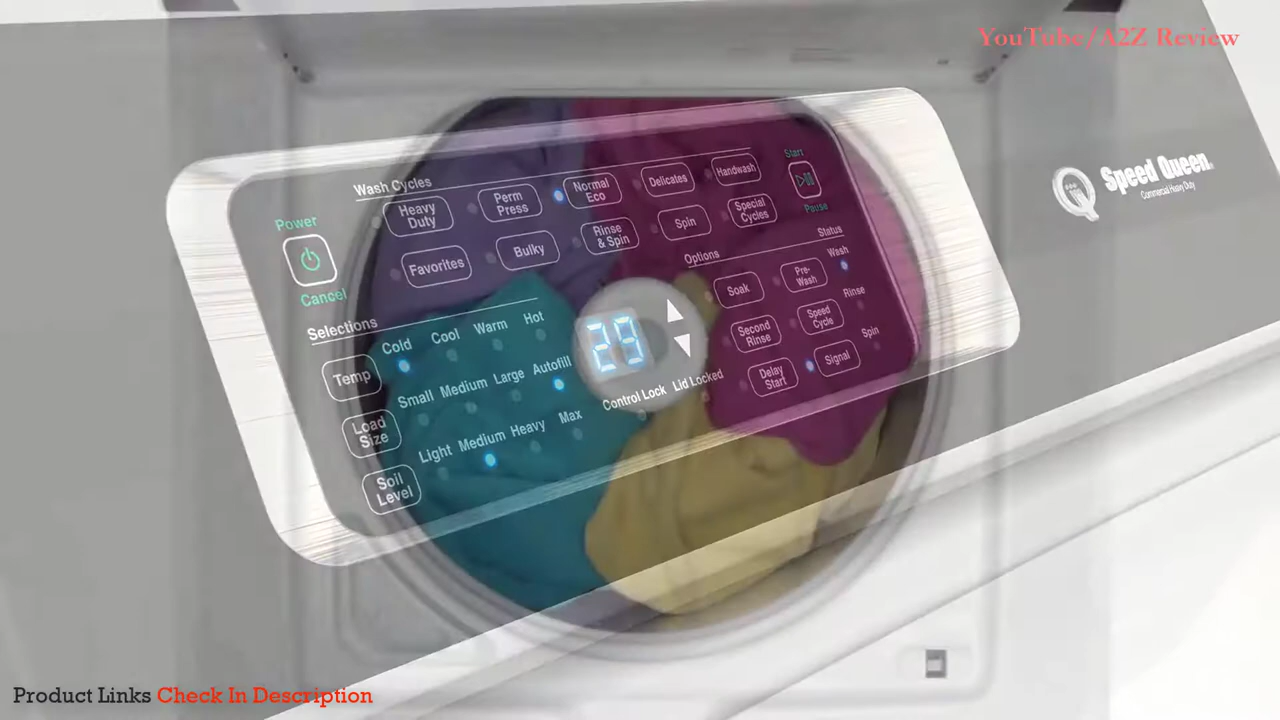 YouTube/A2Z Review
Speed Queen
Commercial Heavy Duty
Power
Cancel
Wash Cycles
Heavy Duty
Perm Press
Normal Eco
Delicates
Handwash
Favorites
Bulky
Rinse & Spin
Spin
Special Cycles
Start
Pause
Selections
Temp
Cold Cool Warm Hot
Load Size
Small Medium Large Autofill
Soil Level
Light Medium Heavy Max
29
Control Lock Lid Locked
Options
Soak
Pre-Wash
Second Rinse
Speed Cycle
Delay Start
Signal
Status
Wash
Rinse
Spin
Product Links Check In Description